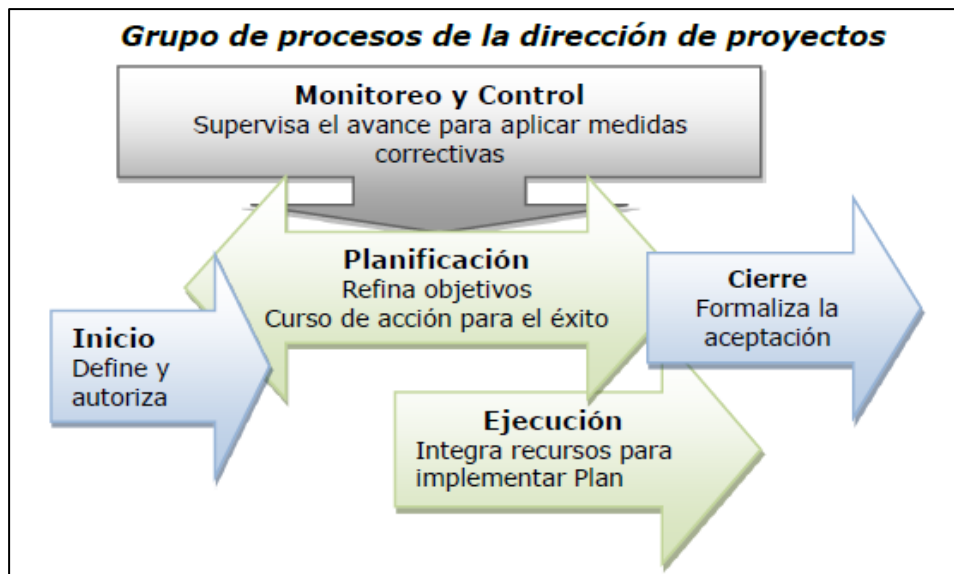 Grupo de procesos de la dirección de proyectos
Monitoreo y Control
Supervisa el avance para aplicar medidas
correctivas
Planificación
Refina objetivos
Curso de acción para el éxito
Inicio
Define y
autoriza
Cierre
Formaliza la
aceptación
Ejecución
Integra recursos para
implementar Plan